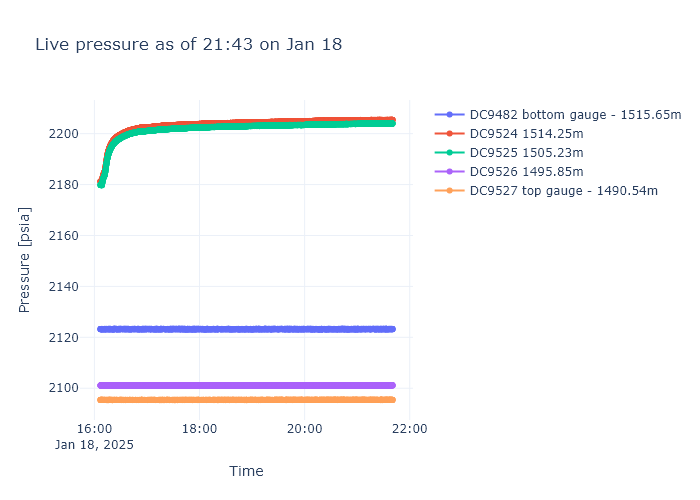 Live pressure as of 21:43 on Jan 18
DC9482 bottom gauge - 1515.65m
DC9524 1514.25m
DC9525 1505.23m
DC9526 1495.85m
DC9527 top gauge - 1490.54m
Pressure [psia]
2200
2180
2160
2140
2120
2100
16:00
18:00
20:00
22:00
Jan 18, 2025
Time